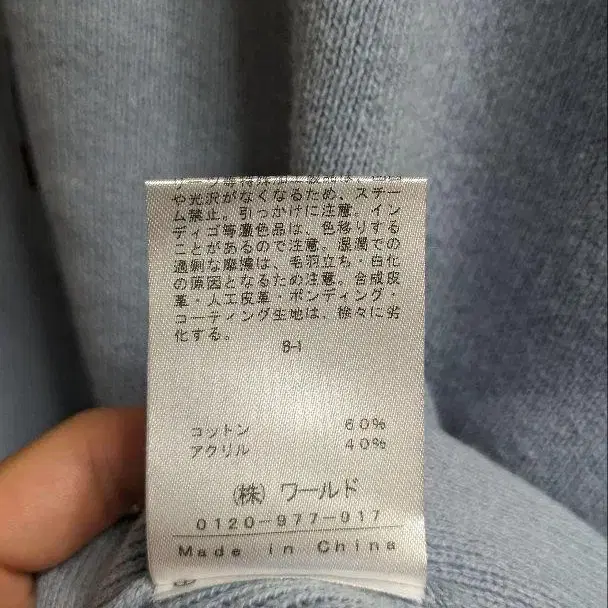 や光沢がなくなるため、スチー
ム禁止。引っかけに注意。イン
ディゴ等濃色品は、色移りする
ことがあるので注意。湿潤での
過剰な摩擦は、毛羽立ち・白化
の原因となるため注意。合成皮
革・人工皮革・ボンディング・
コーティング生地は、徐々に劣
化する。
8-1
コットン 60%
アクリル 40%
(株) ワールド
0120-977-917
Made in China